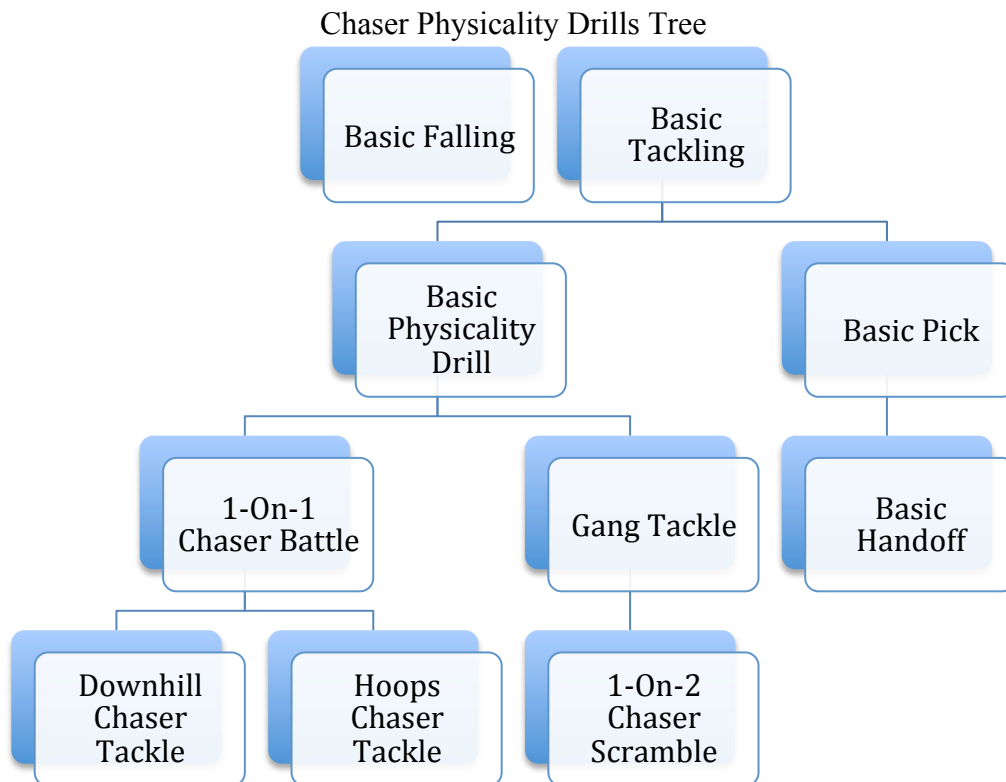 Chaser Physicality Drills Tree
Basic Falling
Basic
Tackling
Basic
Physicality
Drill
Basic Pick
1-On-1
Chaser Battle
Gang Tackle
Basic
Handoff
Downhill
Chaser
Tackle
Hoops
Chaser
Tackle
1-On-2
Chaser
Scramble